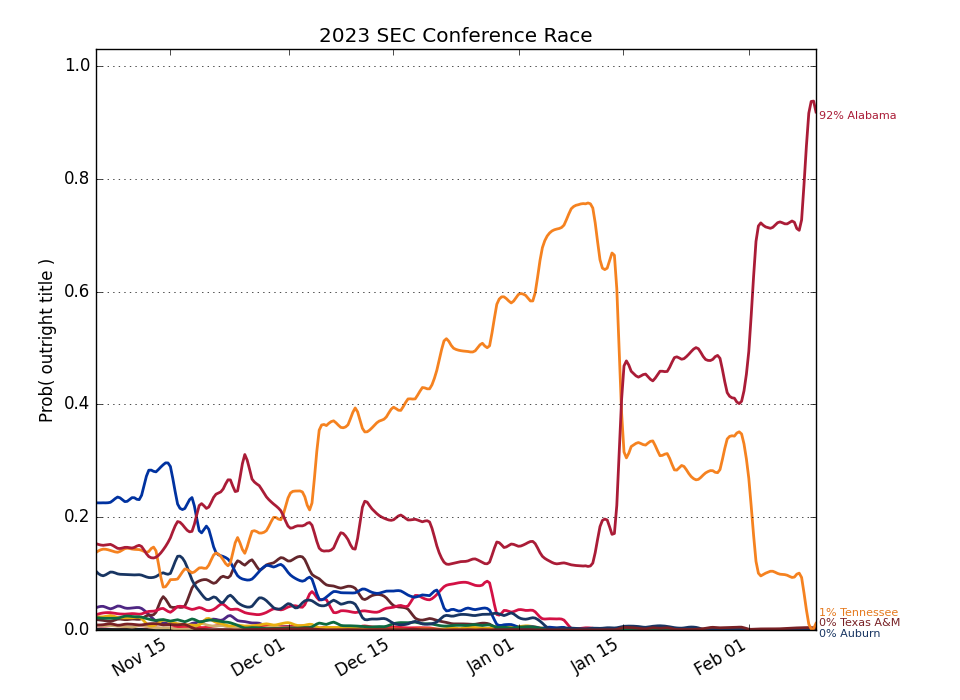 2023 SEC Conference Race
Prob( outright title )
1.0
0.8
0.6
0.4
0.2
0.0
Nov 15
Dec 01
Dec 15
Jan 01
Jan 15
Feb 01
92% Alabama
1% Tennessee
0% Texas A&M
0% Auburn